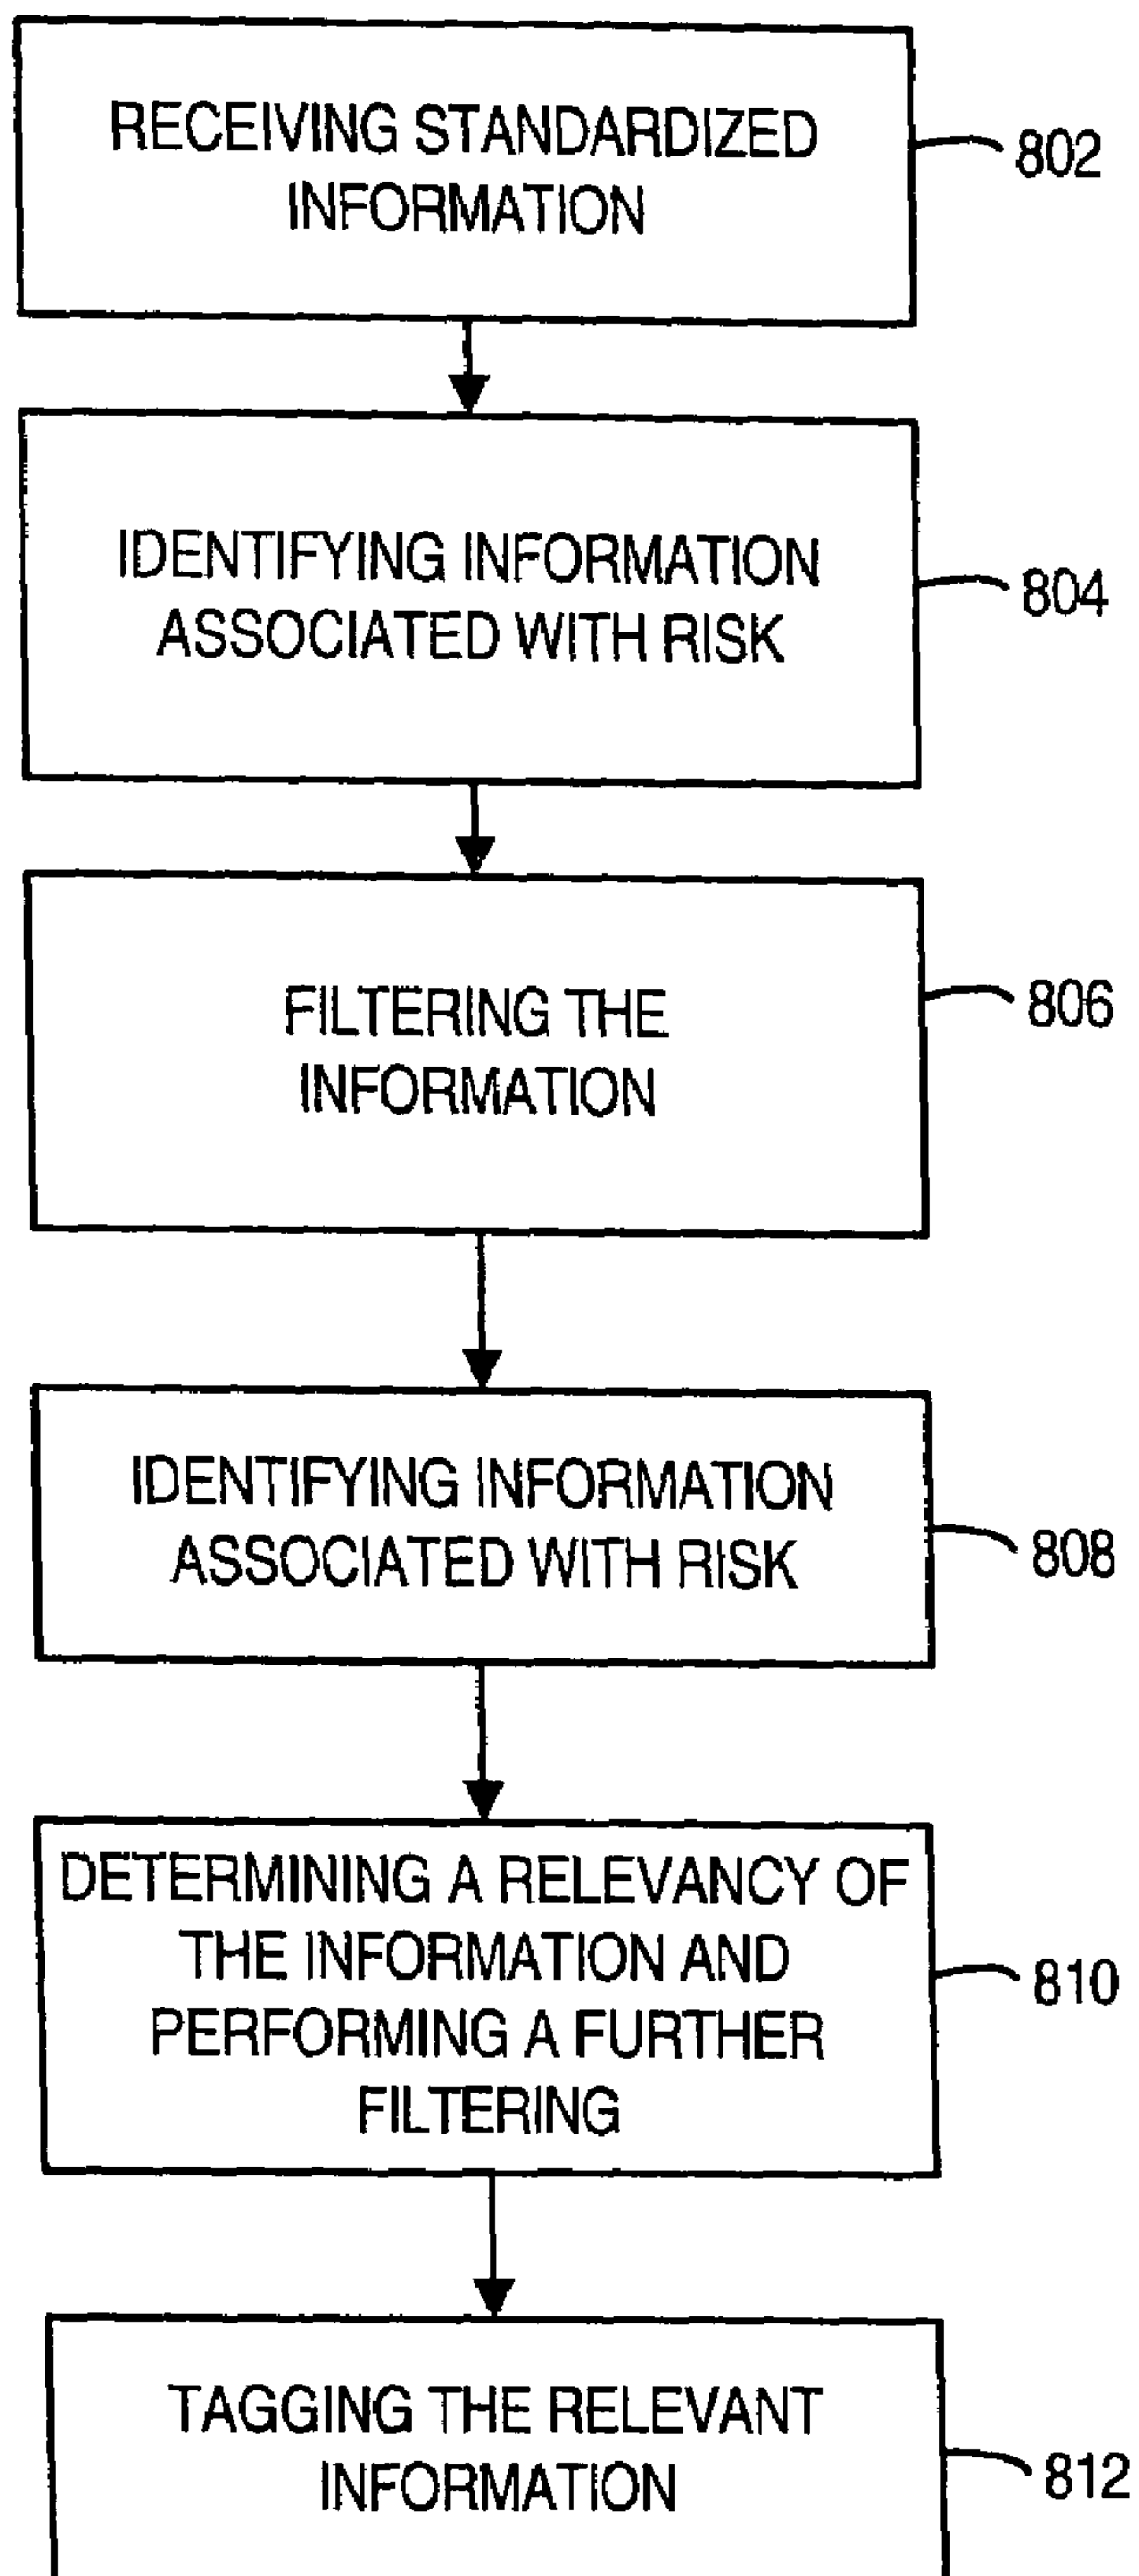 RECEIVING STANDARDIZED
INFORMATION
802
IDENTIFYING INFORMATION
ASSOCIATED WITH RISK
804
FILTERING THE
INFORMATION
806
IDENTIFYING INFORMATION
ASSOCIATED WITH RISK
808
DETERMINING A RELEVANCY OF
THE INFORMATION AND
PERFORMING A FURTHER
FILTERING
810
TAGGING THE RELEVANT
INFORMATION
812